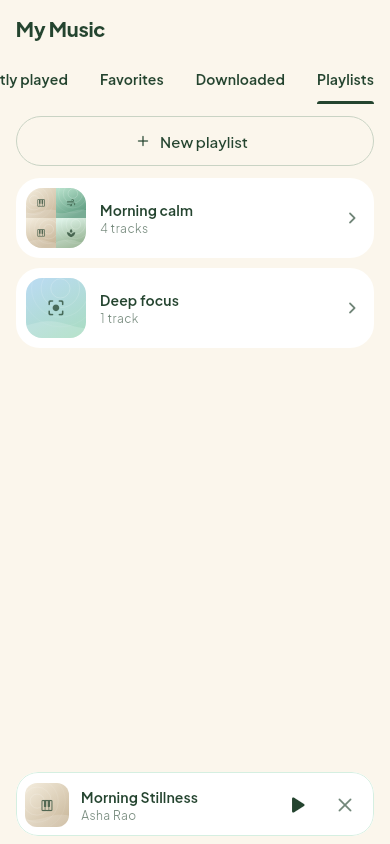 My Music
tly played Favorites Downloaded Playlists
+ New playlist
Morning calm
4 tracks
Deep focus
1 track
Morning Stillness
Asha Rao